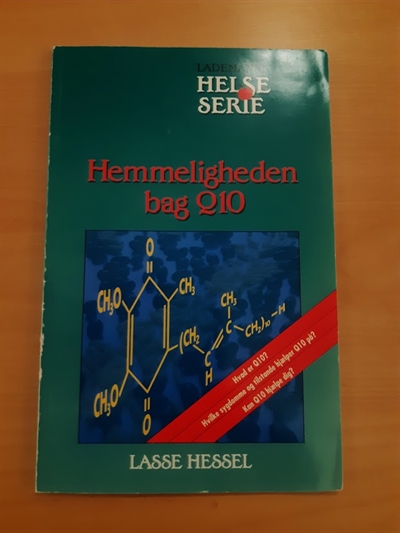 LADEMANNS
HELSE
SERIE
Hemmeligheden
bag Q10
O
CH₃O
CH₃
CH₃O
O
(CH₂
C
H
CH₃
C
CH₂)₁₀—H
Hvad er Q10?
Hvilke sygdomme og tilstande hjælper Q10 på?
Kan Q10 hjælpe dig?
LASSE HESSEL